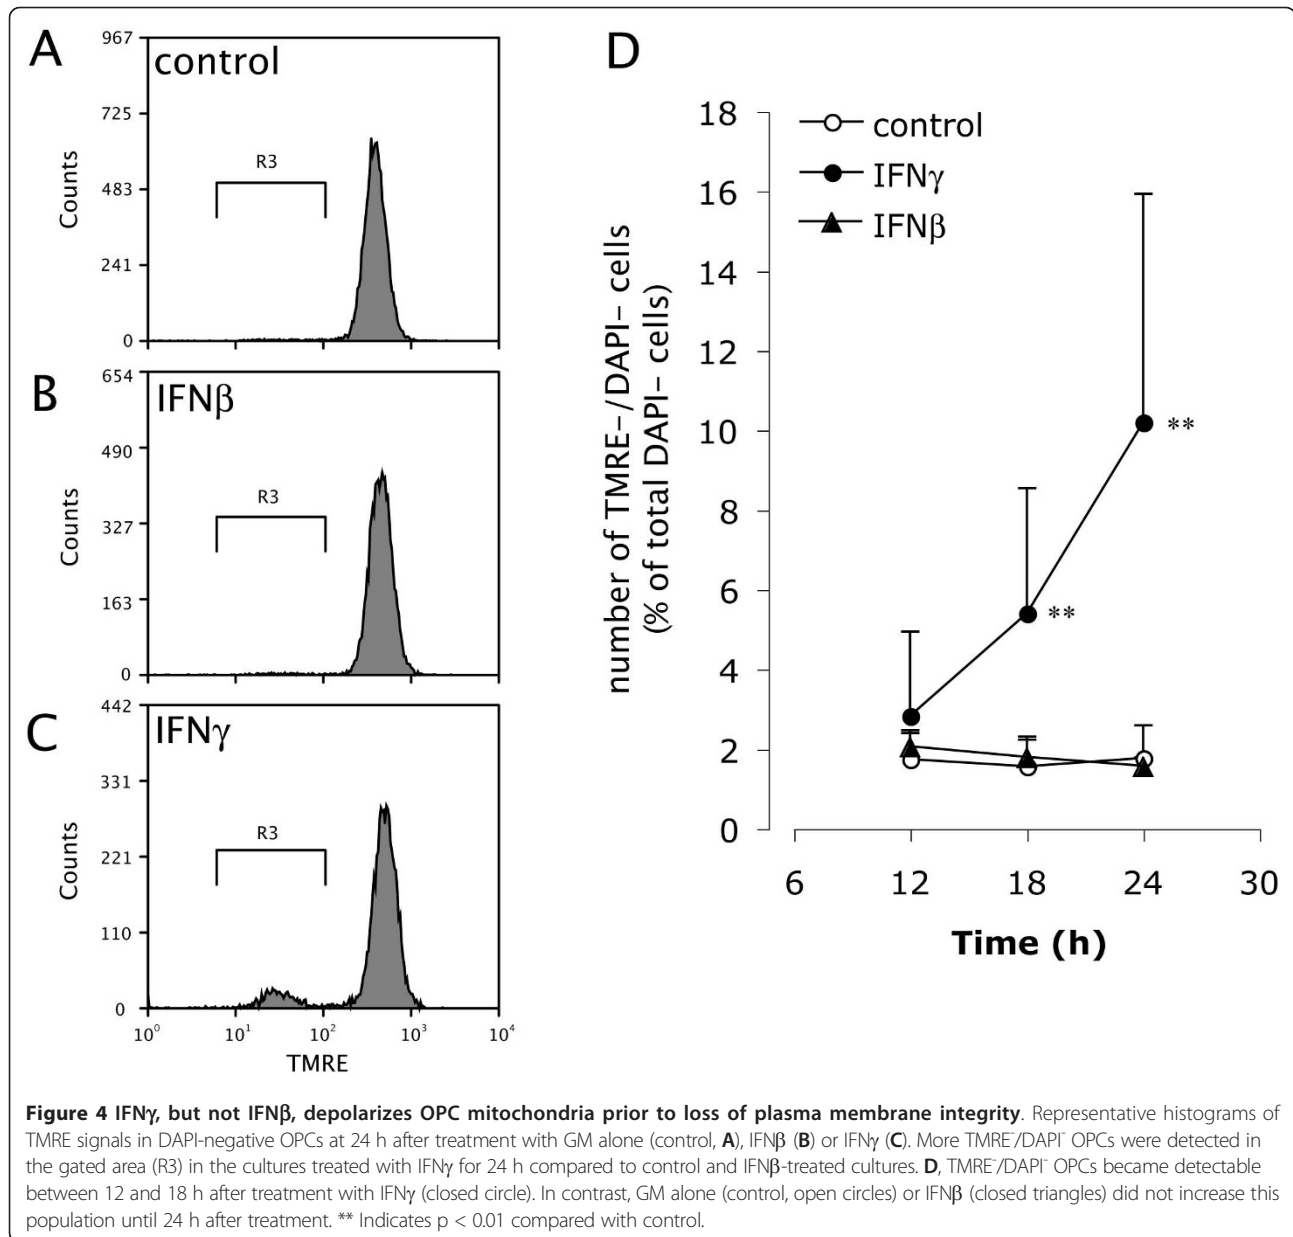 A
control
967
725
483
241
0
Counts
R3
B
IFNβ
654
490
327
163
0
Counts
R3
C
IFNγ
442
331
221
110
0
Counts
R3
10⁰ 10¹ 10² 10³ 10⁴
TMRE
D
control
IFNγ
IFNβ
number of TMRE−/DAPI− cells
(% of total DAPI− cells)
18
16
14
12
10
8
6
4
2
0
**
**
6 12 18 24 30
Time (h)
Figure 4 IFNγ, but not IFNβ, depolarizes OPC mitochondria prior to loss of plasma membrane integrity. Representative histograms of
TMRE signals in DAPI-negative OPCs at 24 h after treatment with GM alone (control, A), IFNβ (B) or IFNγ (C). More TMRE⁻/DAPI⁻ OPCs were detected in
the gated area (R3) in the cultures treated with IFNγ for 24 h compared to control and IFNβ-treated cultures. D, TMRE⁻/DAPI⁻ OPCs became detectable
between 12 and 18 h after treatment with IFNγ (closed circle). In contrast, GM alone (control, open circles) or IFNβ (closed triangles) did not increase this
population until 24 h after treatment. ** Indicates p < 0.01 compared with control.